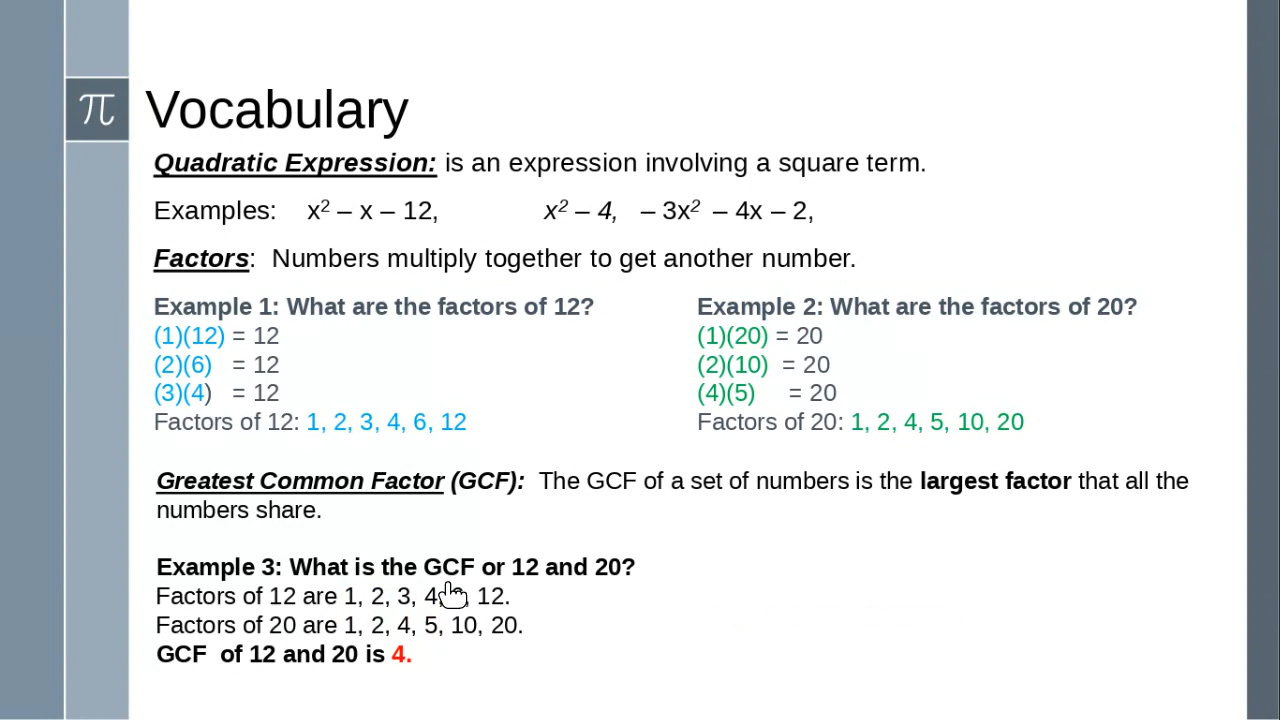 π
Vocabulary
Quadratic Expression: is an expression involving a square term.
Examples: x² – x – 12, x² – 4, – 3x² – 4x – 2,
Factors: Numbers multiply together to get another number.
Example 1: What are the factors of 12?
(1)(12) = 12
(2)(6) = 12
(3)(4) = 12
Factors of 12: 1, 2, 3, 4, 6, 12
Example 2: What are the factors of 20?
(1)(20) = 20
(2)(10) = 20
(4)(5) = 20
Factors of 20: 1, 2, 4, 5, 10, 20
Greatest Common Factor (GCF): The GCF of a set of numbers is the largest factor that all the
numbers share.
Example 3: What is the GCF or 12 and 20?
Factors of 12 are 1, 2, 3, 4, 12.
Factors of 20 are 1, 2, 4, 5, 10, 20.
GCF of 12 and 20 is 4.